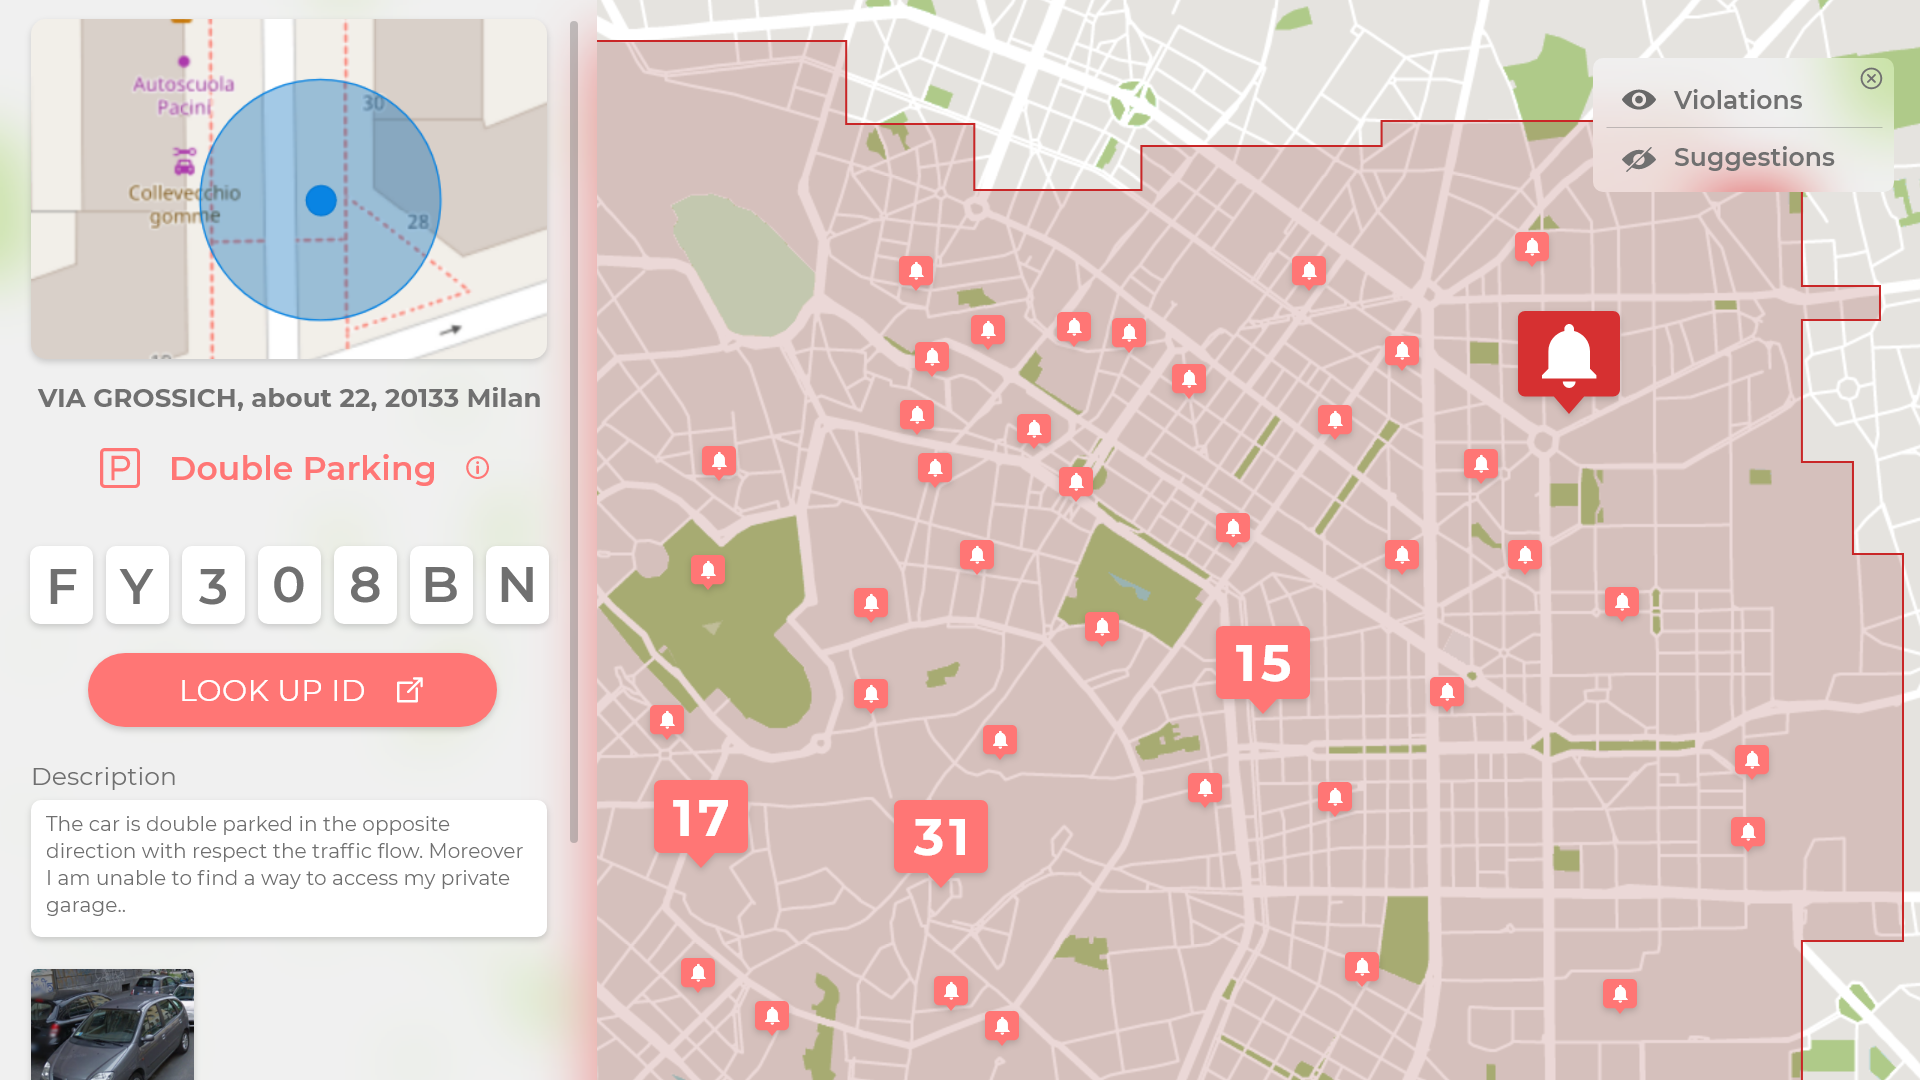 Autoscuola
Pacini
30
Collevecchio
gomme
28
VIA GROSSICH, about 22, 20133 Milan
P Double Parking
F Y 3 0 8 B N
LOOK UP ID
Description
The car is double parked in the opposite
direction with respect the traffic flow. Moreover
I am unable to find a way to access my private
garage..
Violations
Suggestions
15
17
31